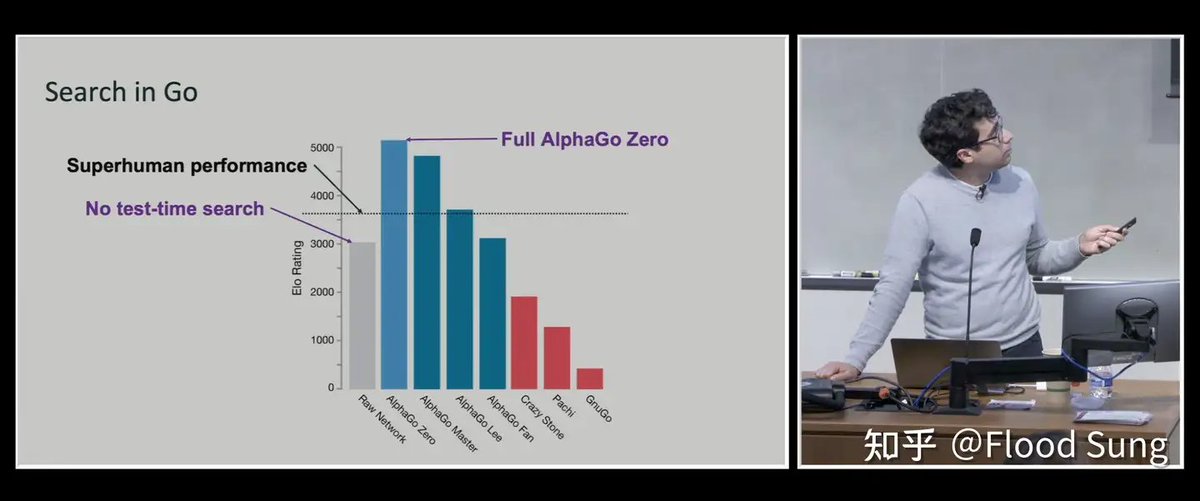 Search in Go
Full AlphaGo Zero
Superhuman performance
No test-time search
Elo Rating
5000
4000
3000
2000
1000
0
Raw Network
AlphaGo Zero
AlphaGo Master
AlphaGo Lee
AlphaGo Fan
Crazy Stone
Pachi
GnuGo
知乎 @Flood Sung